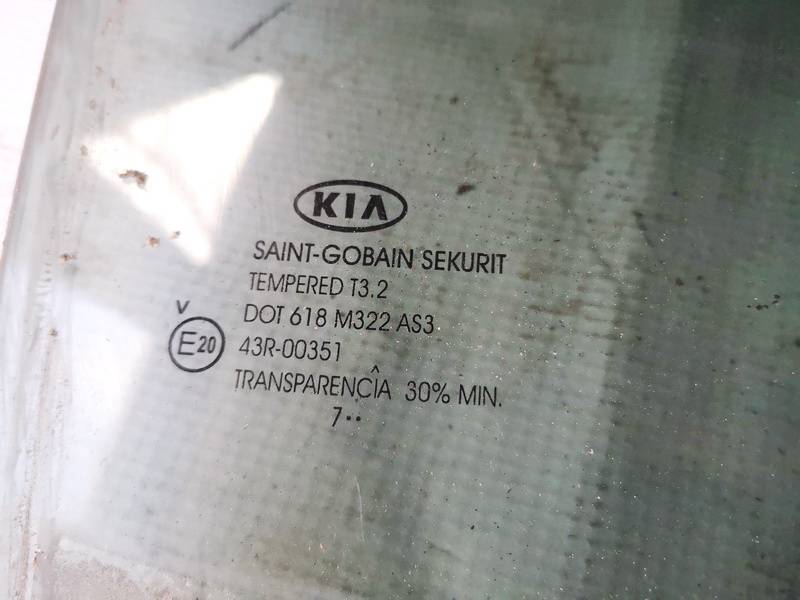 KIA
SAINT-GOBAIN SEKURIT
TEMPERED T3.2
DOT 618 M322 AS3
V
E20 43R-00351
TRANSPARENCÎA 30% MIN.
7••